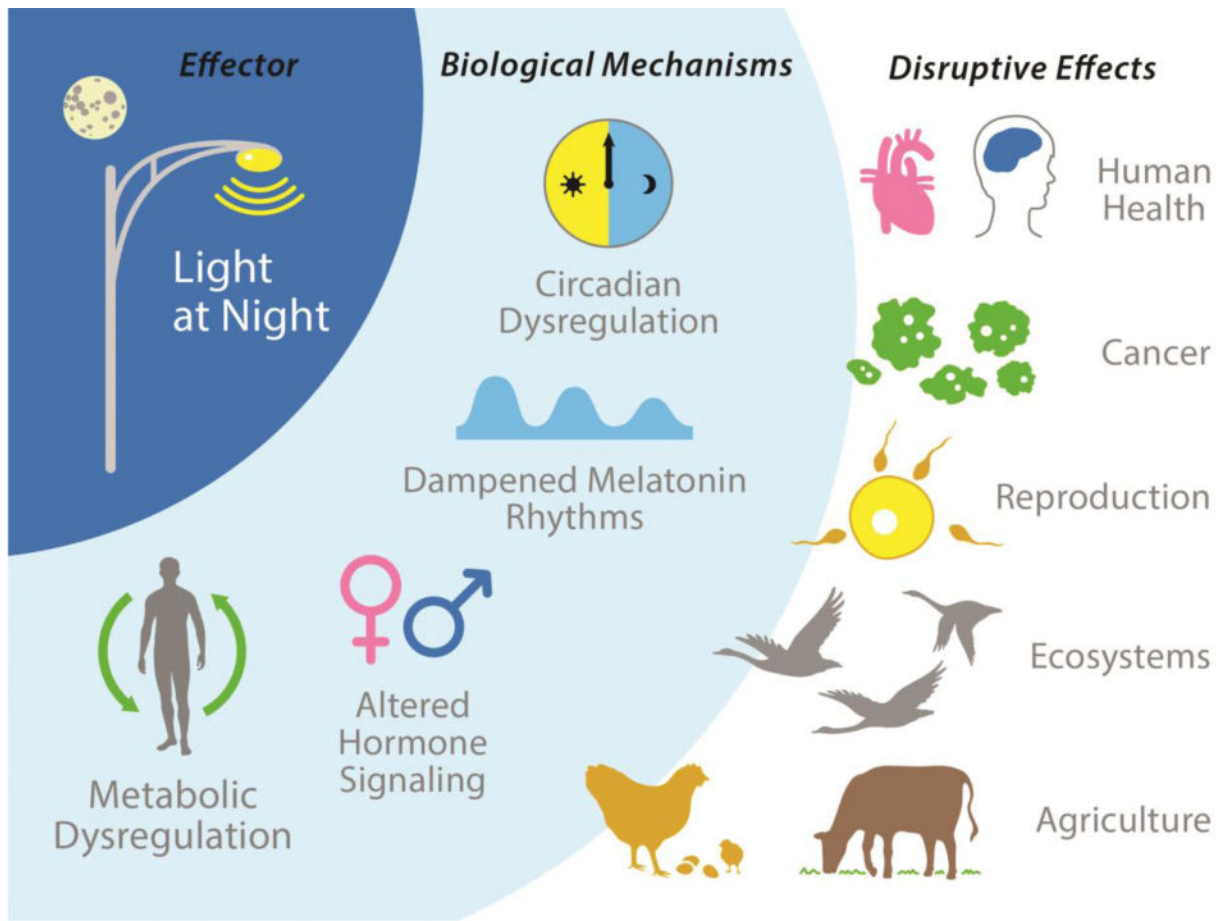 Effector
Light
at Night
Biological Mechanisms
Circadian
Dysregulation
Dampened Melatonin
Rhythms
Altered
Hormone
Signaling
Metabolic
Dysregulation
Disruptive Effects
Human
Health
Cancer
Reproduction
Ecosystems
Agriculture